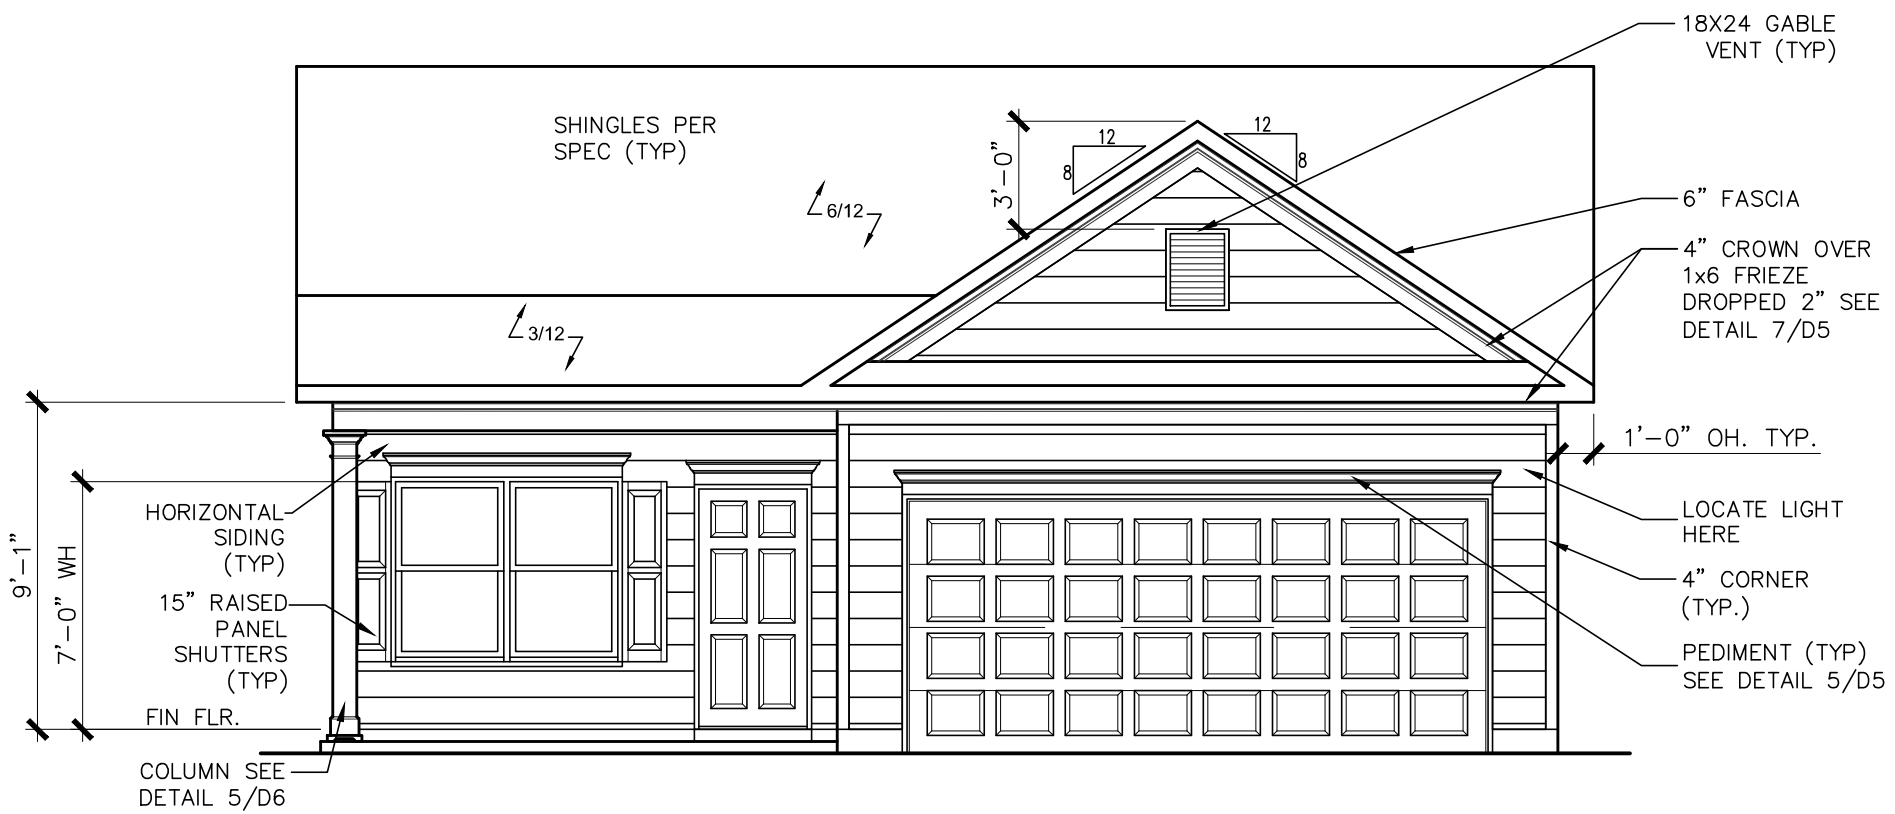 18X24 GABLE
VENT (TYP)
SHINGLES PER
SPEC (TYP)
3'-0"
12
8
12
8
6/12
6" FASCIA
4" CROWN OVER
1x6 FRIEZE
DROPPED 2" SEE
DETAIL 7/D5
3/12
1'-0" OH. TYP.
HORIZONTAL
SIDING
(TYP)
LOCATE LIGHT
HERE
9'-1"
7'-0" WH
15" RAISED
PANEL
SHUTTERS
(TYP)
4" CORNER
(TYP.)
PEDIMENT (TYP)
SEE DETAIL 5/D5
FIN FLR.
COLUMN SEE
DETAIL 5/D6